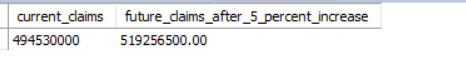 current_claims future_claims_after_5_percent_increase
494530000 519256500.00